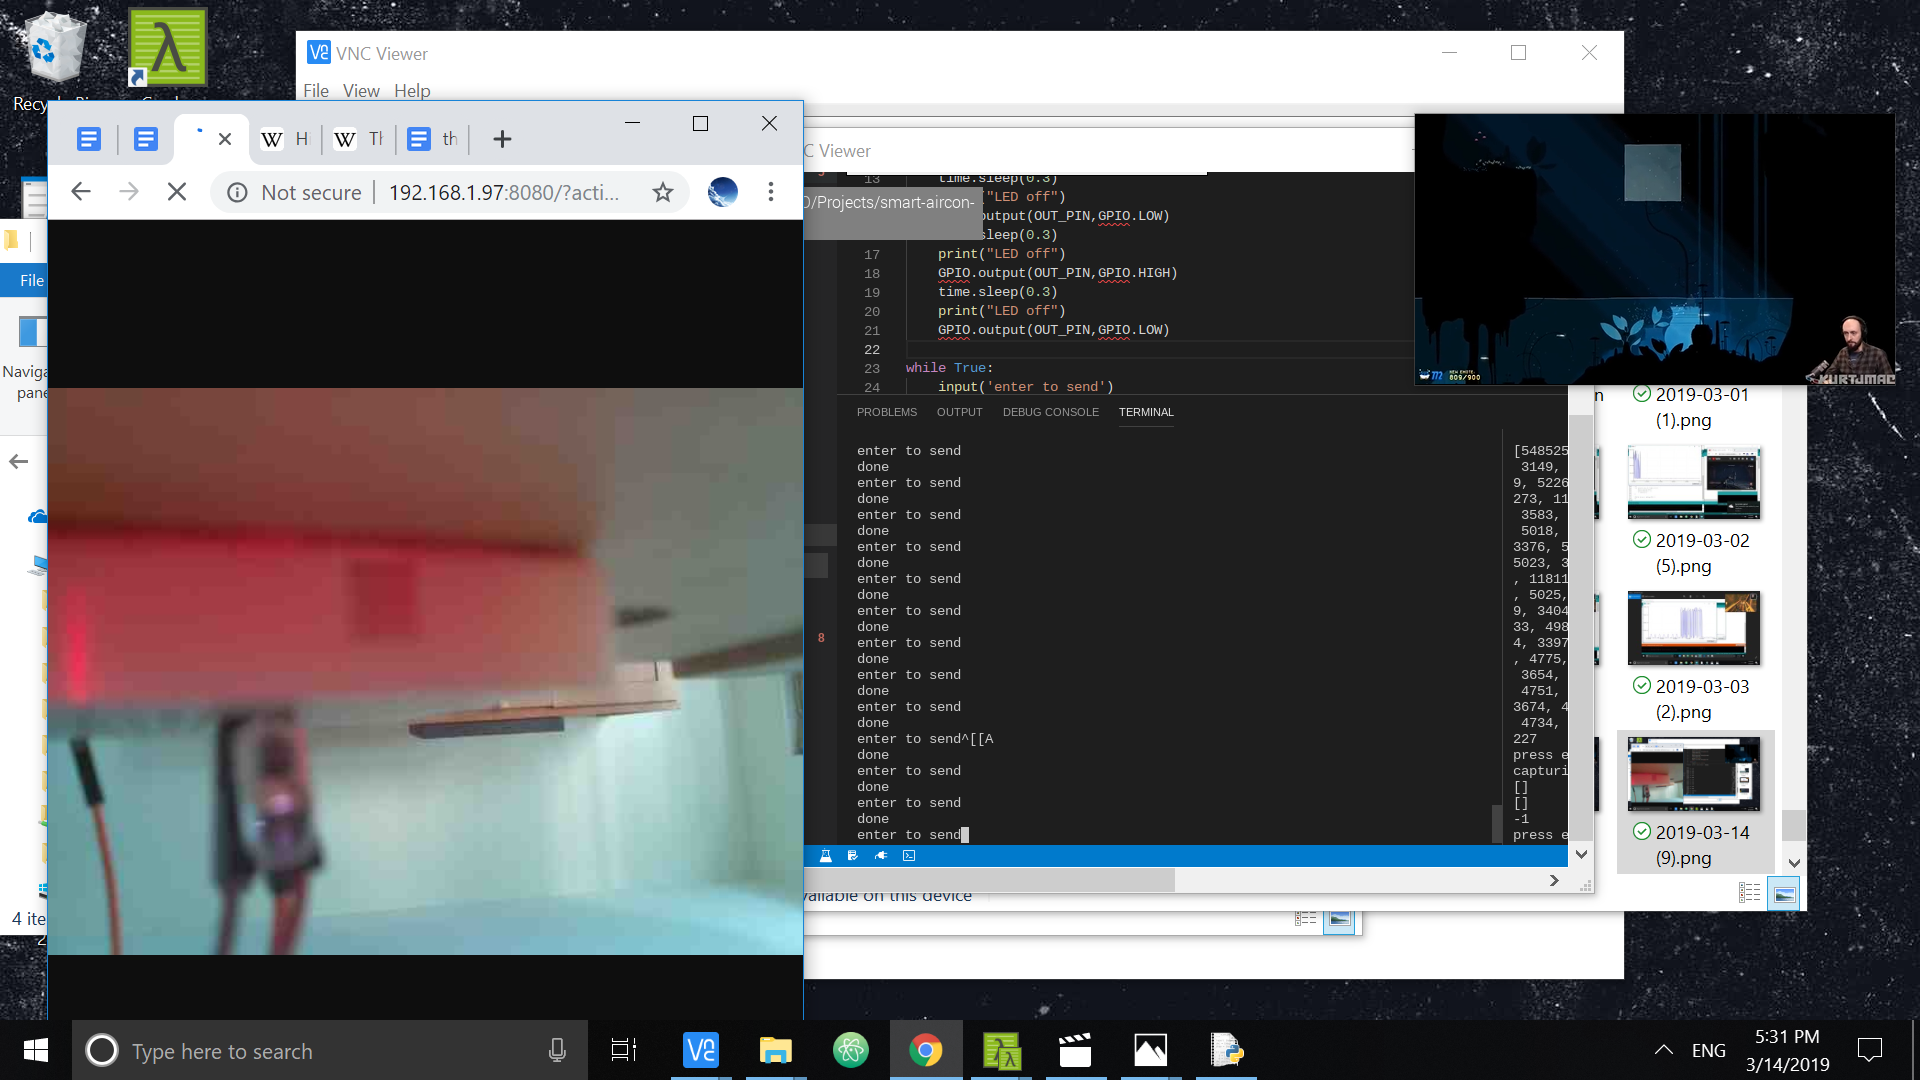 VNC Viewer
File View Help
Not secure 192.168.1.97:8080/?acti...
C Viewer
/Projects/smart-aircon-
File
13 time.sleep(0.3)
"LED off")
output(OUT_PIN,GPIO.LOW)
sleep(0.3)
17 print("LED off")
18 GPIO.output(OUT_PIN,GPIO.HIGH)
19 time.sleep(0.3)
20 print("LED off")
21 GPIO.output(OUT_PIN,GPIO.LOW)
22
23 while True:
24 input('enter to send')
PROBLEMS OUTPUT DEBUG CONSOLE TERMINAL
enter to send
done
enter to send
done
enter to send
done
enter to send
done
enter to send
done
enter to send
done
enter to send
done
enter to send
done
enter to send
done
enter to send^[[A
done
enter to send
done
enter to send
done
enter to send
[548525
3149,
9, 5226
273, 11
3583,
5018,
3376, 5
5023, 3
, 11811
, 5025,
9, 3404
33, 498
4, 3397
, 4775,
3654,
4751,
3674, 4
4734,
227
press e
capturi
[]
[]
-1
press e
8
available on this device
KURTJMAC
809/900
2019-03-01
(1).png
2019-03-02
(5).png
2019-03-03
(2).png
2019-03-14
(9).png
Type here to search
ENG
5:31 PM
3/14/2019